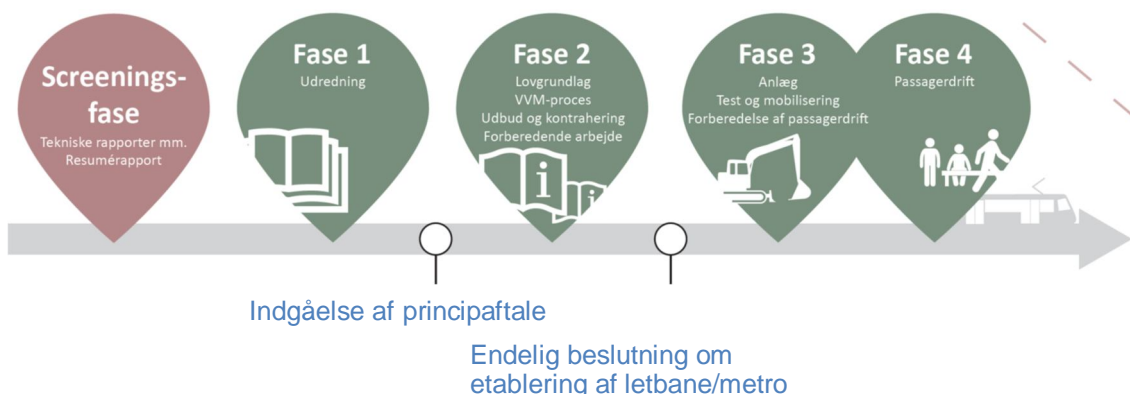 Screenings-
fase
Tekniske rapporter mm.
Resumérapport
Fase 1
Udredning
Fase 2
Lovgrundlag
VVM-proces
Udbud og kontrahering
Forberedende arbejde
Fase 3
Anlæg
Test og mobilisering
Forberedelse af passagerdrift
Fase 4
Passagerdrift
Indgåelse af principaftale
Endelig beslutning om
etablering af letbane/metro